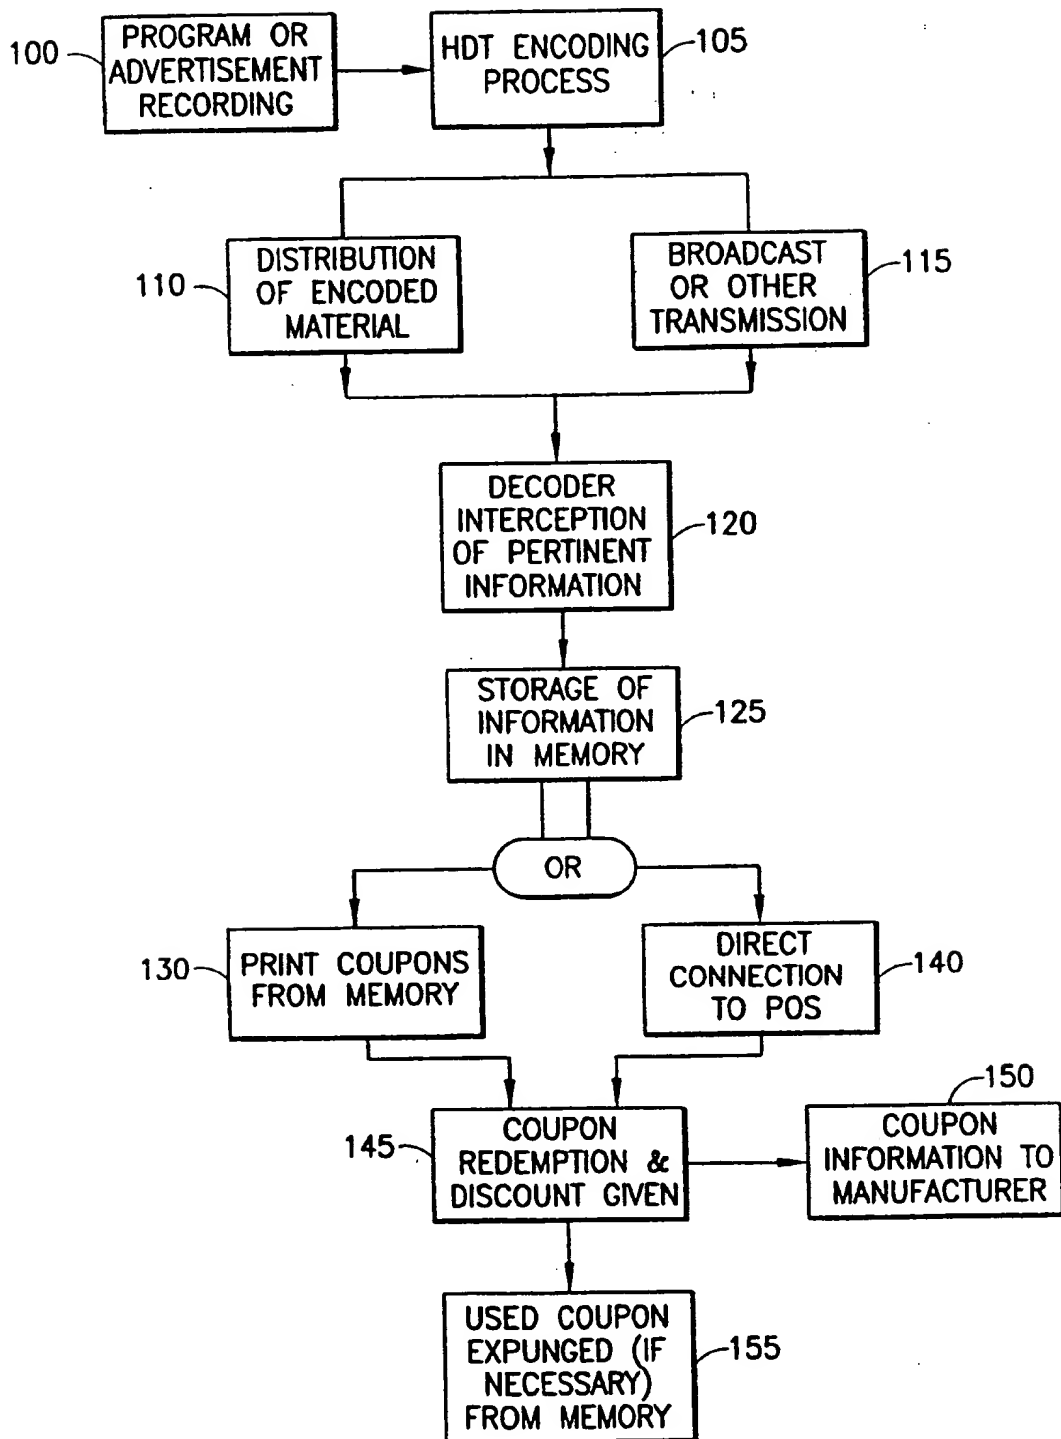 100
PROGRAM OR
ADVERTISEMENT
RECORDING
HDT ENCODING
PROCESS
105
110
DISTRIBUTION
OF ENCODED
MATERIAL
BROADCAST
OR OTHER
TRANSMISSION
115
DECODER
INTERCEPTION
OF PERTINENT
INFORMATION
120
STORAGE OF
INFORMATION
IN MEMORY
125
OR
130
PRINT COUPONS
FROM MEMORY
DIRECT
CONNECTION
TO POS
140
145
COUPON
REDEMPTION &
DISCOUNT GIVEN
150
COUPON
INFORMATION TO
MANUFACTURER
USED COUPON
EXPUNGED (IF
NECESSARY)
FROM MEMORY
155